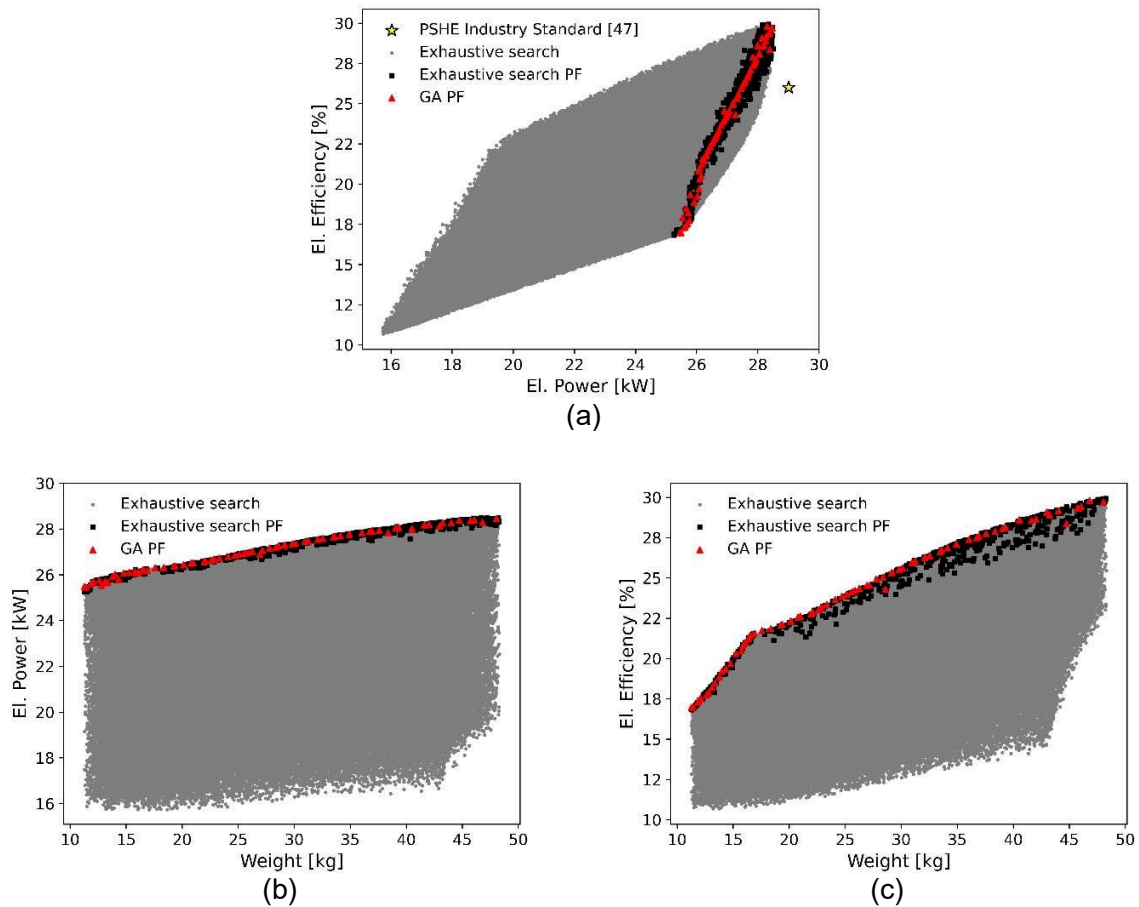 PSHE Industry Standard [47]
Exhaustive search
Exhaustive search PF
GA PF
El. Efficiency [%]
30
28
25
22
20
18
15
12
10
16
18
20
22
24
26
28
30
El. Power [kW]
(a)
Exhaustive search
Exhaustive search PF
GA PF
El. Power [kW]
30
28
26
24
22
20
18
16
10
15
20
25
30
35
40
45
50
Weight [kg]
(b)
Exhaustive search
Exhaustive search PF
GA PF
El. Efficiency [%]
30
28
25
22
20
18
15
12
10
10
15
20
25
30
35
40
45
50
Weight [kg]
(c)